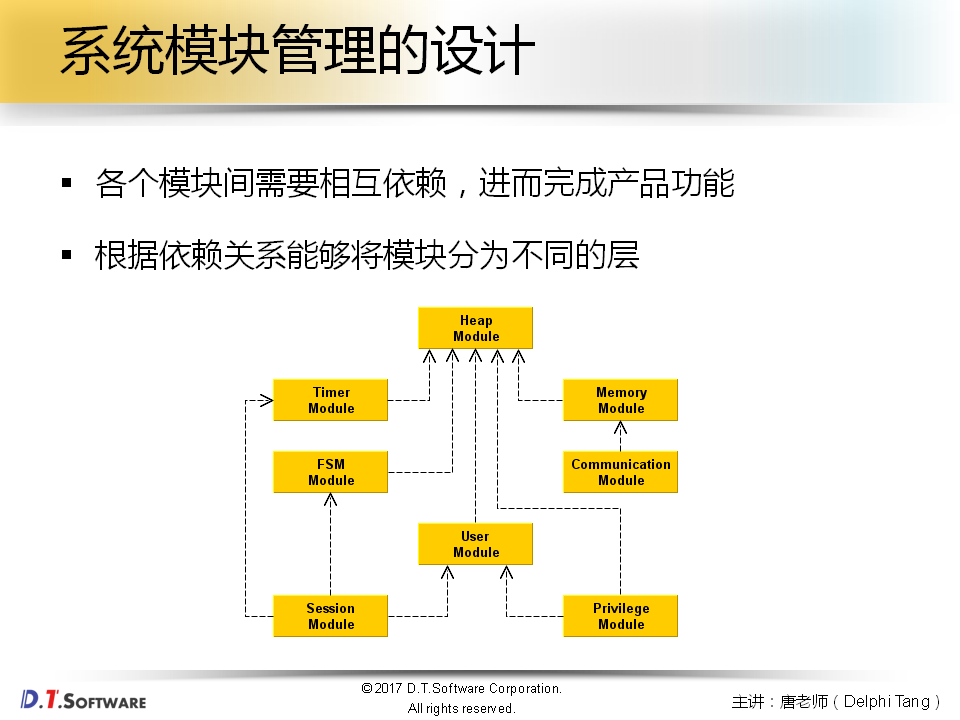 系统模块管理的设计
▪ 各个模块间需要相互依赖，进而完成产品功能
▪ 根据依赖关系能够将模块分为不同的层
Heap
Module
Timer
Module
Memory
Module
FSM
Module
Communication
Module
User
Module
Session
Module
Privilege
Module
D.T.SOFTWARE
©2017 D.T.Software Corporation.
All rights reserved.
主讲：唐老师（Delphi Tang）